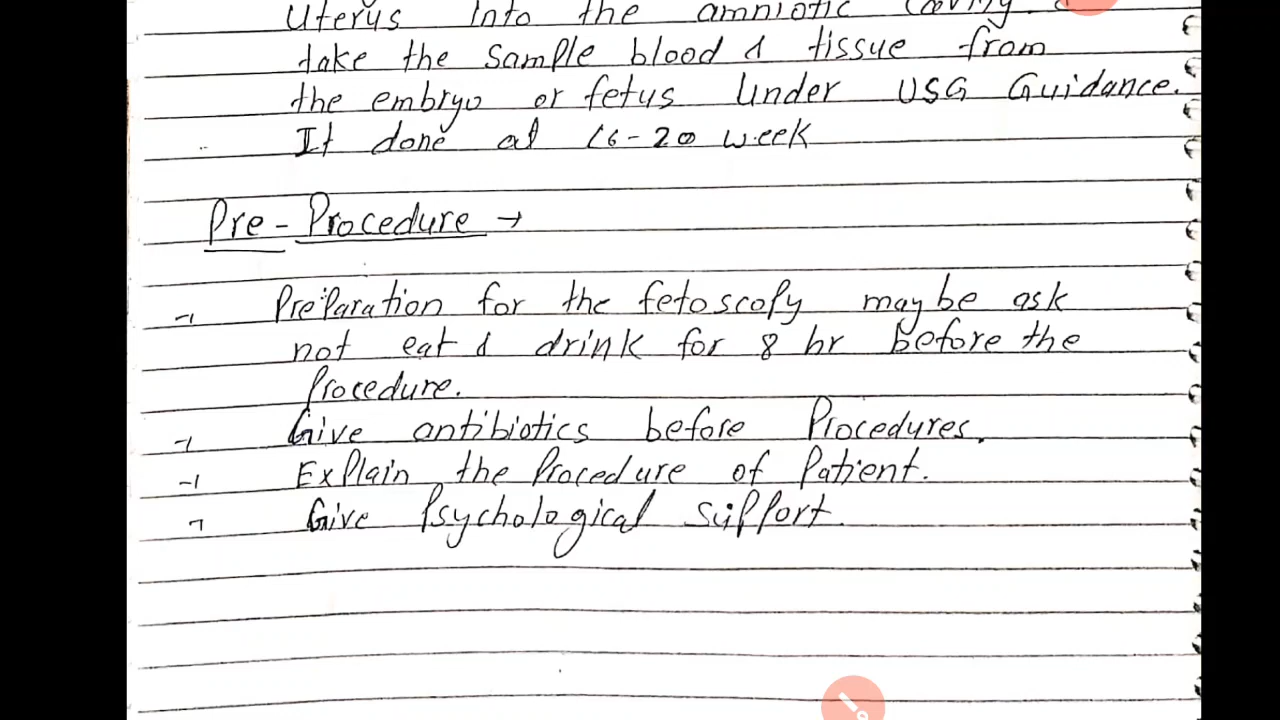 Uterus into the amniotic cavity &
take the sample blood & tissue from
the embryo or fetus under USG Guidance.
It done at 16-20 week
Pre-Procedure →
→ Preparation for the fetoscopy may be ask
not eat & drink for 8 hr before the
Procedure.
→ Give antibiotics before Procedures.
→ Explain the Procedure of Patient.
→ Give Psychological support.